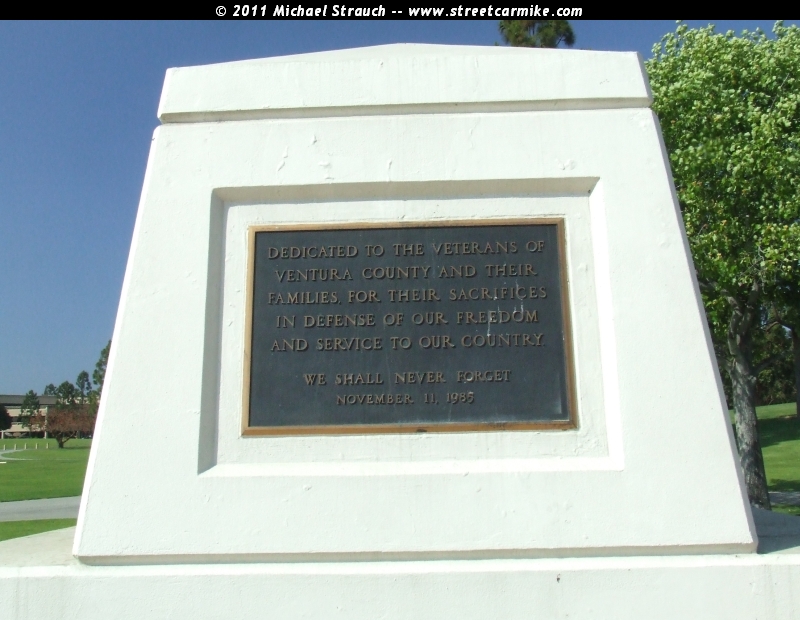 © 2011 Michael Strauch -- www.streetcarmike.com
DEDICATED TO THE VETERANS OF
VENTURA COUNTY AND THEIR
FAMILIES, FOR THEIR SACRIFICES
IN DEFENSE OF OUR FREEDOM
AND SERVICE TO OUR COUNTRY.
WE SHALL NEVER FORGET
NOVEMBER 11, 1985